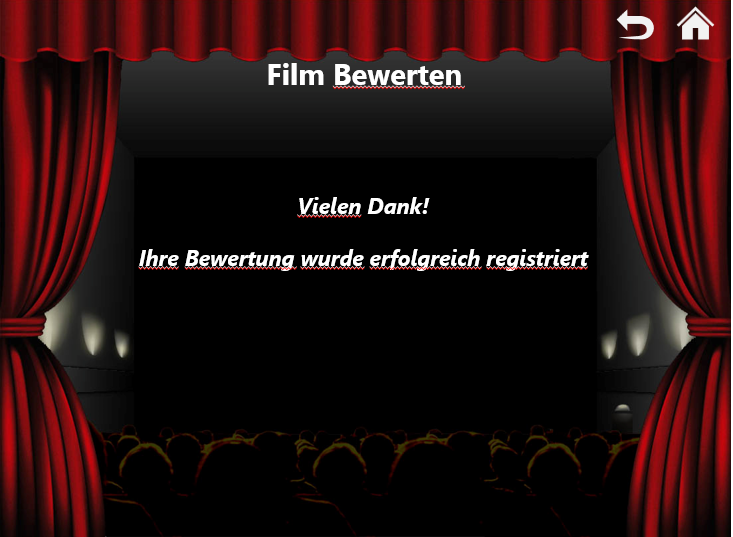 Film Bewerten
Vielen Dank!
Ihre Bewertung wurde erfolgreich registriert